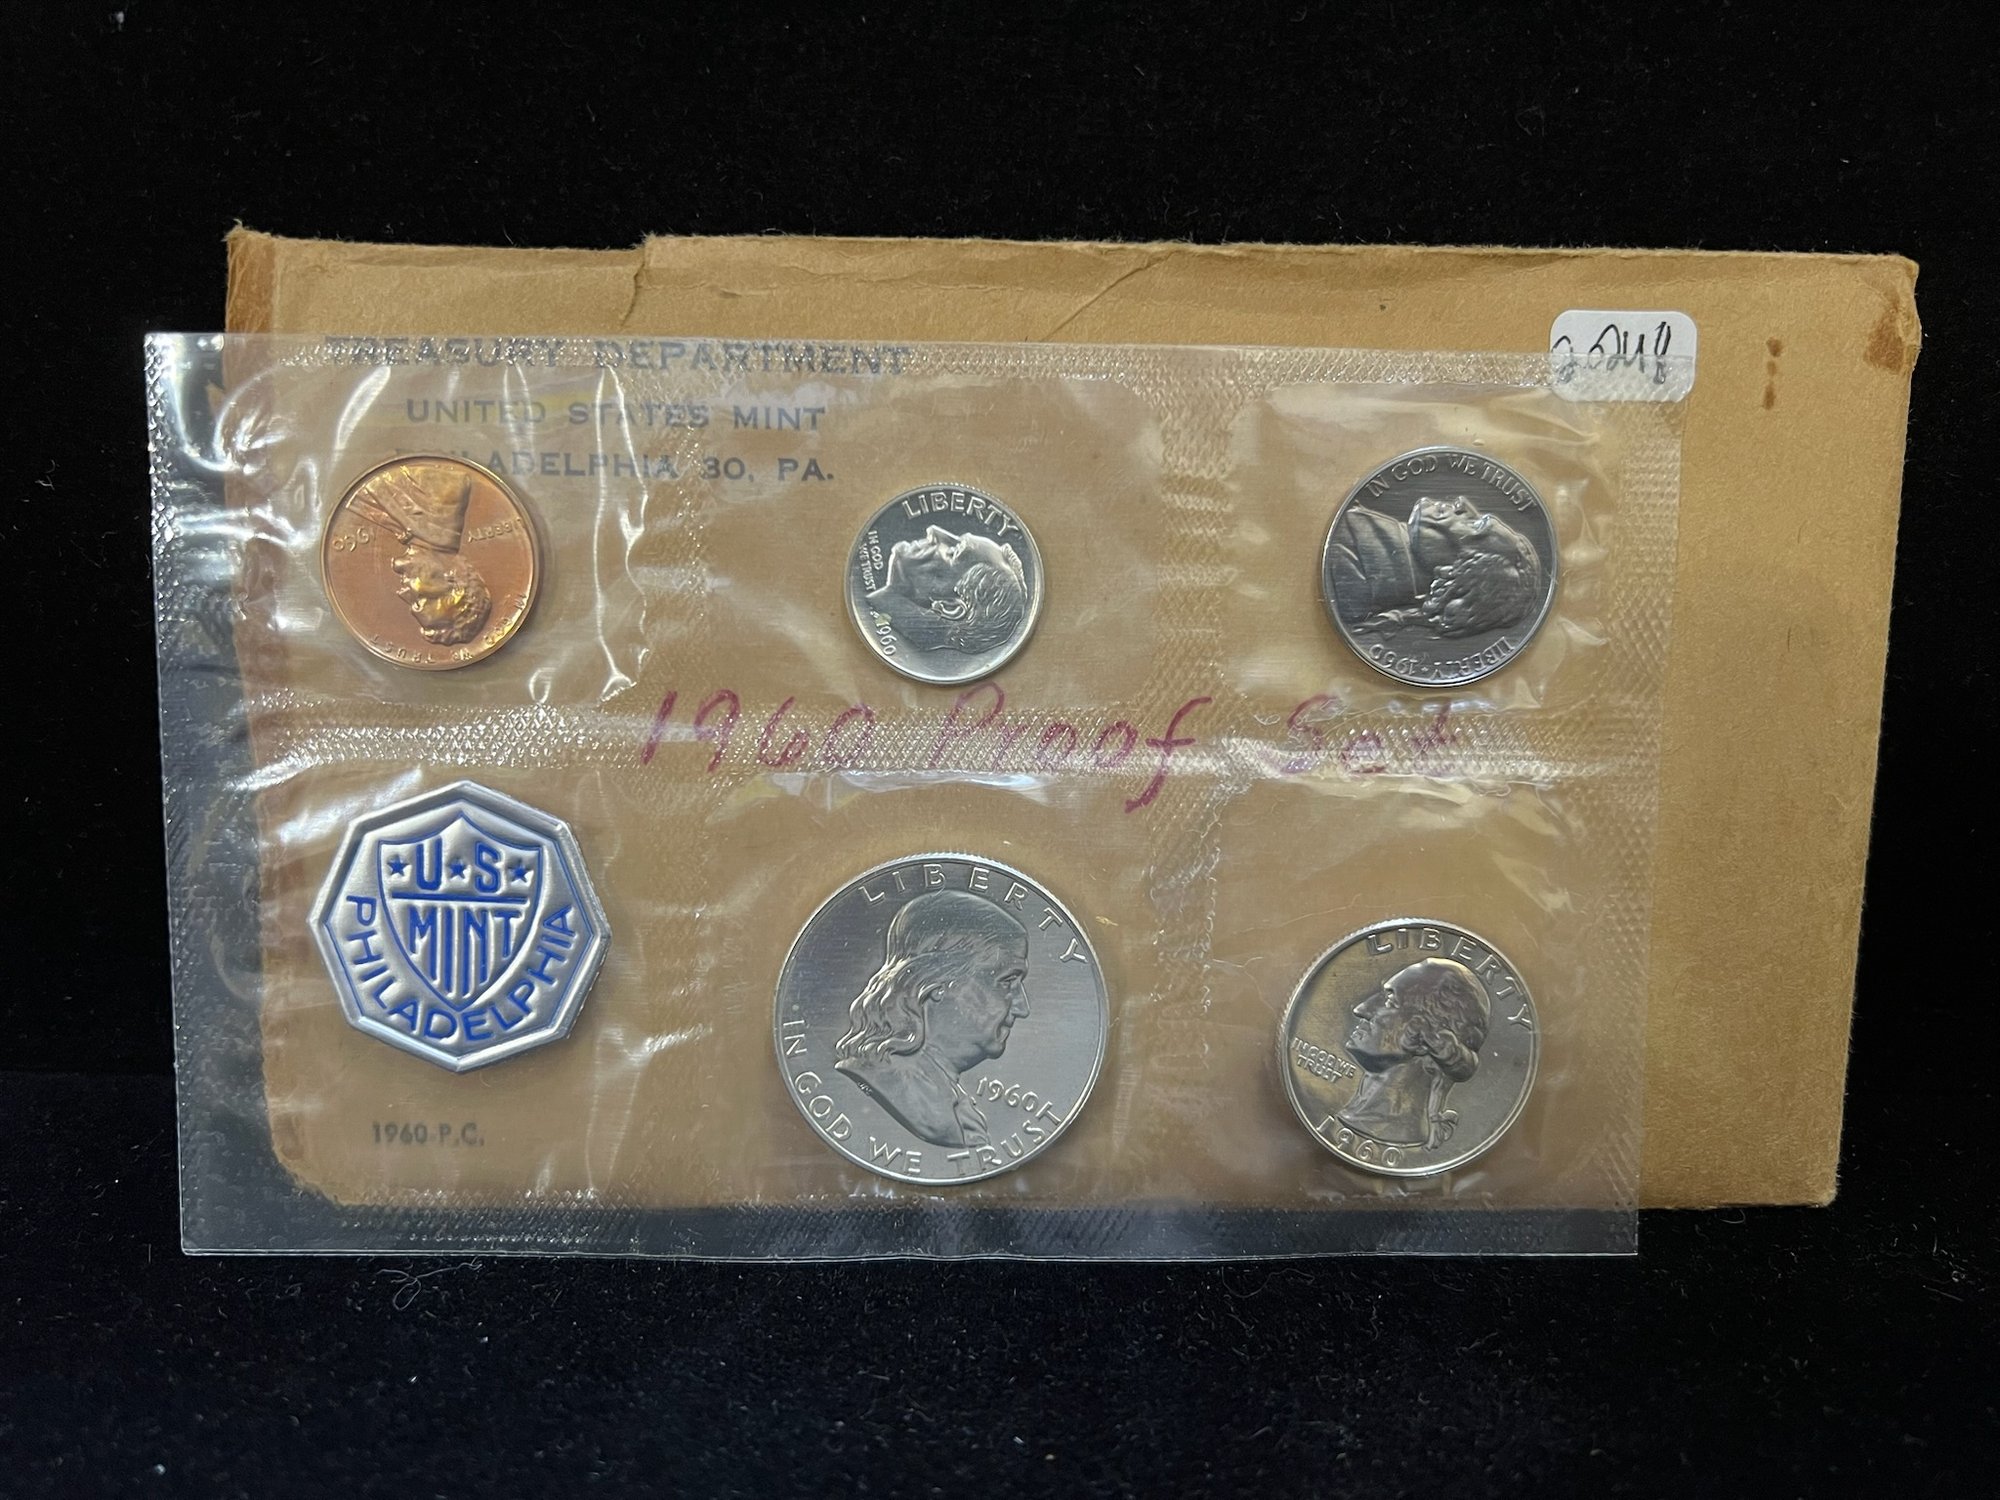 TREASURY DEPARTMENT
UNITED STATES MINT
PHILADELPHIA 30, PA.
LIBERTY
1960
IN GOD WE TRUST
LIBERTY
IN GOD
WE TRUST
1960
IN GOD WE TRUST
LIBERTY · 1960
1960 Proof Set
U ★ S
MINT
PHILADELPHIA
1960 P.C.
LIBERTY
IN GOD WE TRUST
1960
LIBERTY
IN GOD WE
TRUST
1960